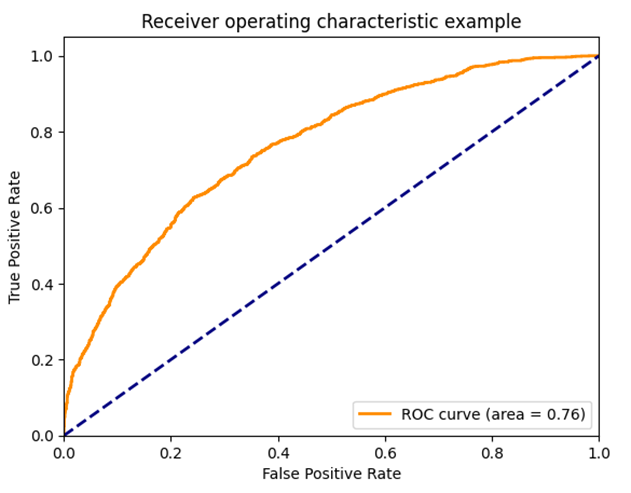 Receiver operating characteristic example
True Positive Rate
1.0
0.8
0.6
0.4
0.2
0.0
ROC curve (area = 0.76)
0.0 0.2 0.4 0.6 0.8 1.0
False Positive Rate